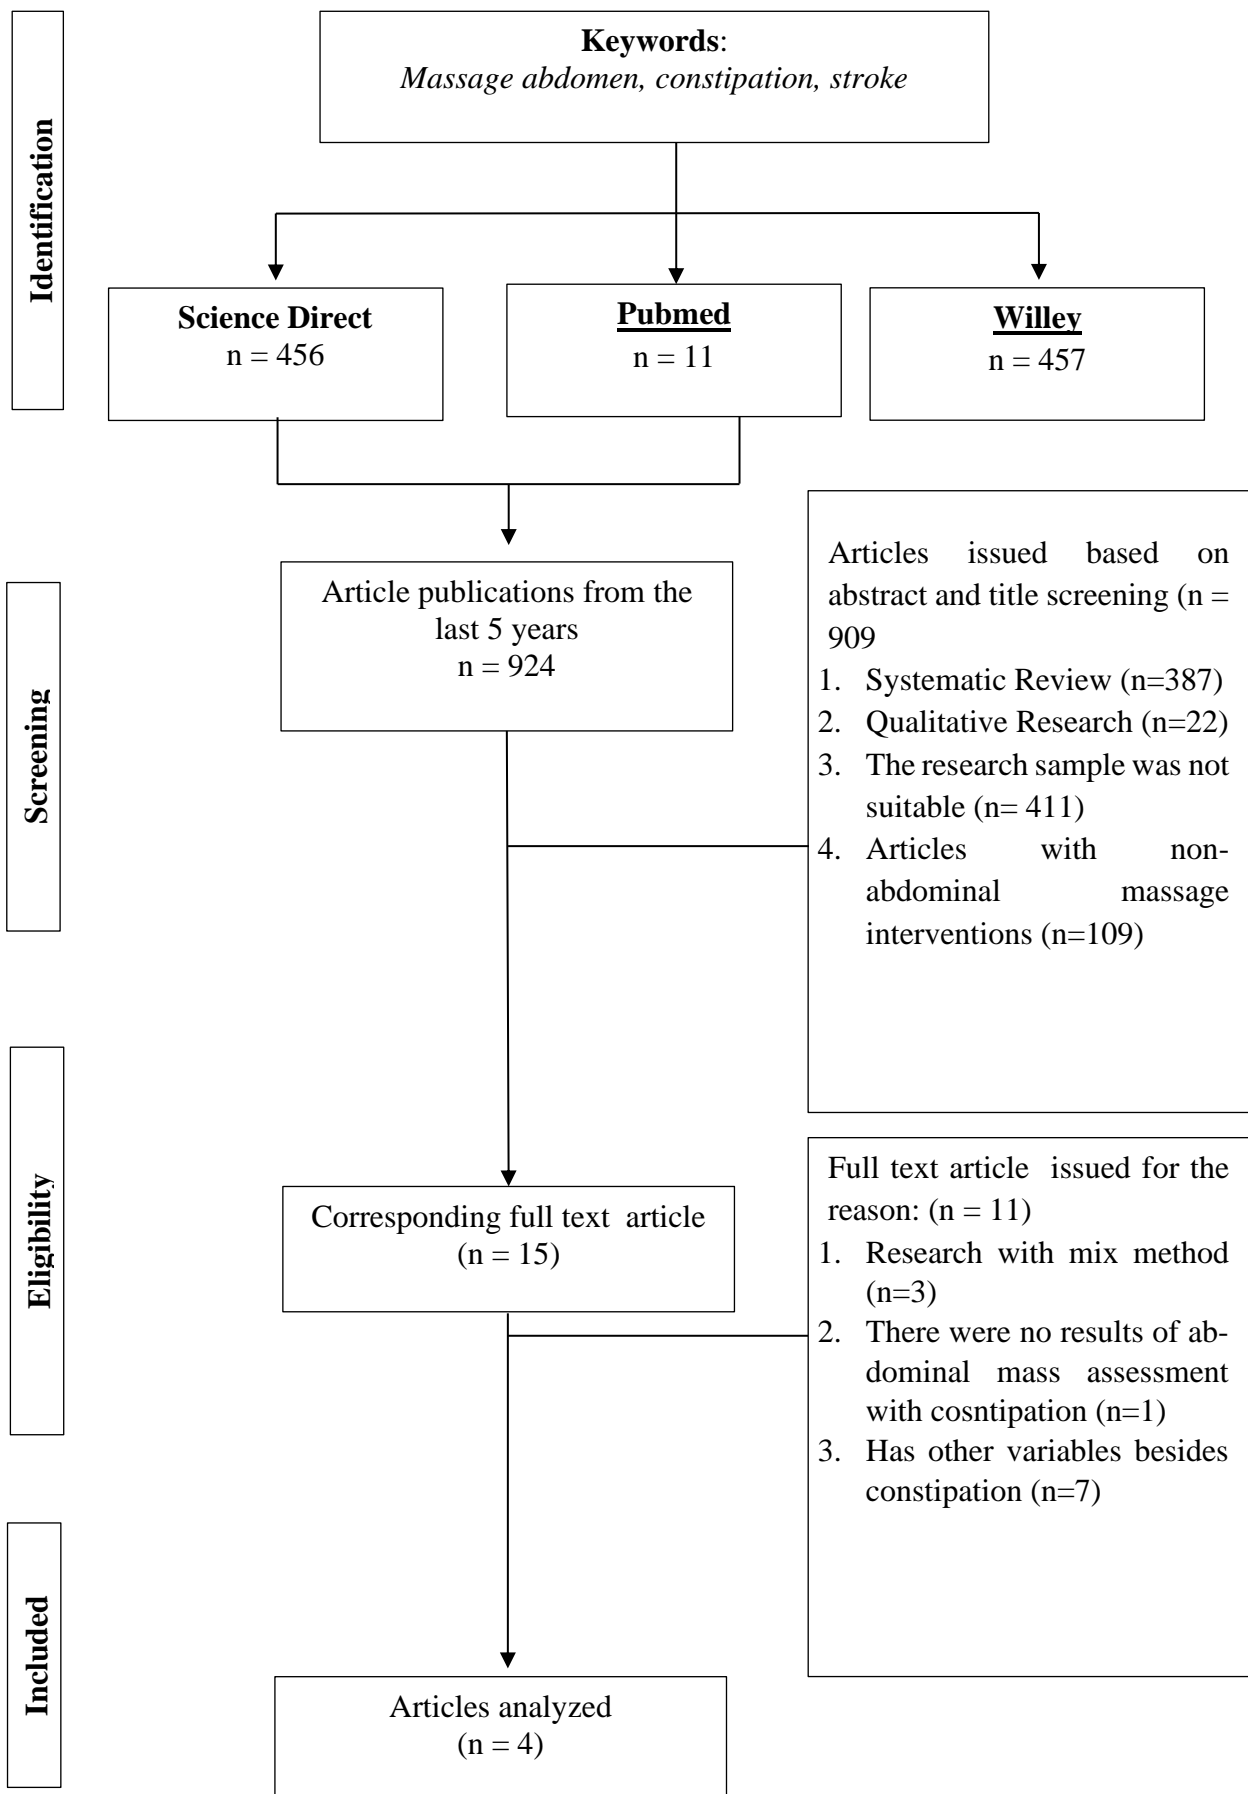 Keywords:
Massage abdomen, constipation, stroke
Identification
Science Direct
n = 456
Pubmed
n = 11
Willey
n = 457
Screening
Article publications from the
last 5 years
n = 924
Articles issued based on
abstract and title screening (n =
909
1. Systematic Review (n=387)
2. Qualitative Research (n=22)
3. The research sample was not
suitable (n= 411)
4. Articles with non-
abdominal massage
interventions (n=109)
Eligibility
Corresponding full text article
(n = 15)
Full text article issued for the
reason: (n = 11)
1. Research with mix method
(n=3)
2. There were no results of ab-
dominal mass assessment
with cosntipation (n=1)
3. Has other variables besides
constipation (n=7)
Included
Articles analyzed
(n = 4)